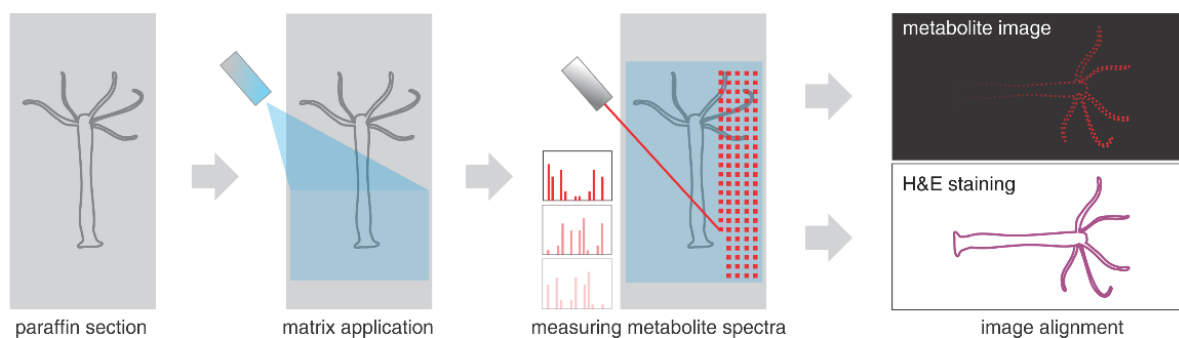 metabolite image
H&E staining
paraffin section
matrix application
measuring metabolite spectra
image alignment